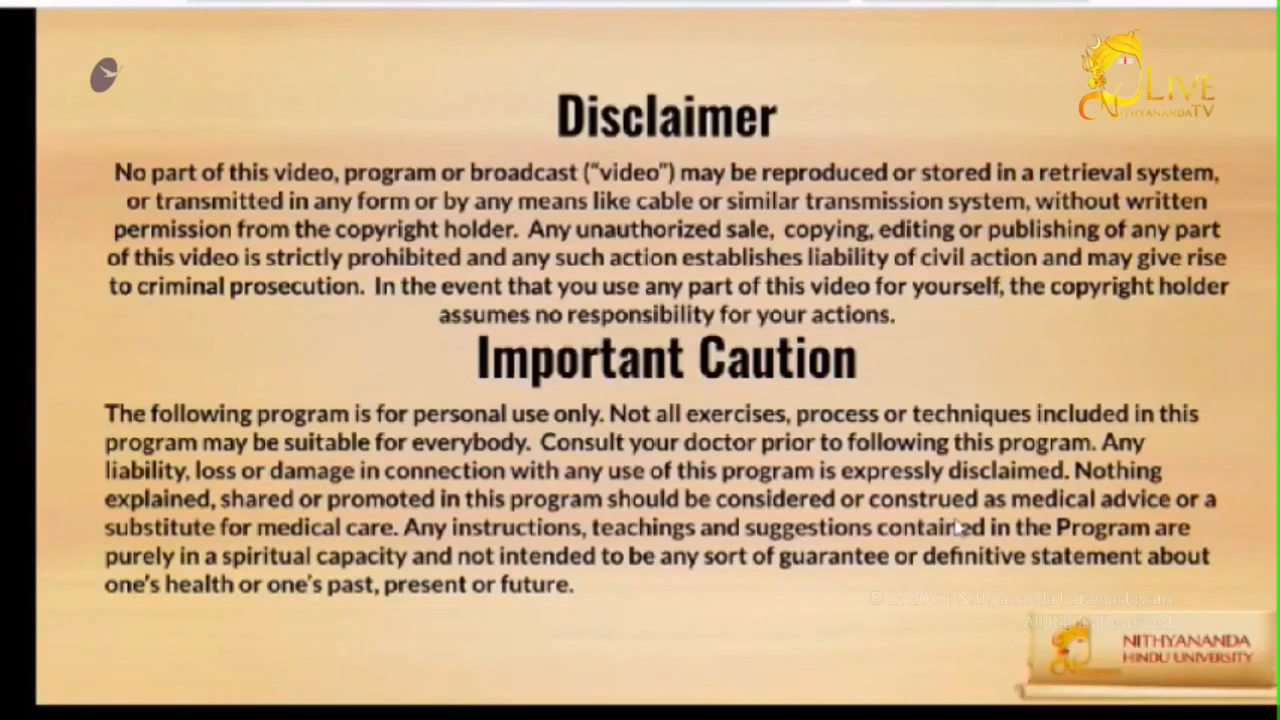 LIVE
NITHYANANDATV
Disclaimer
No part of this video, program or broadcast (“video”) may be reproduced or stored in a retrieval system,
or transmitted in any form or by any means like cable or similar transmission system, without written
permission from the copyright holder. Any unauthorized sale, copying, editing or publishing of any part
of this video is strictly prohibited and any such action establishes liability of civil action and may give rise
to criminal prosecution. In the event that you use any part of this video for yourself, the copyright holder
assumes no responsibility for your actions.
Important Caution
The following program is for personal use only. Not all exercises, process or techniques included in this
program may be suitable for everybody. Consult your doctor prior to following this program. Any
liability, loss or damage in connection with any use of this program is expressly disclaimed. Nothing
explained, shared or promoted in this program should be considered or construed as medical advice or a
substitute for medical care. Any instructions, teachings and suggestions contained in the Program are
purely in a spiritual capacity and not intended to be any sort of guarantee or definitive statement about
one’s health or one’s past, present or future.
© 2020 Sri Nithyananda Paramashivam
All Rights Reserved
NITHYANANDA
HINDU UNIVERSITY